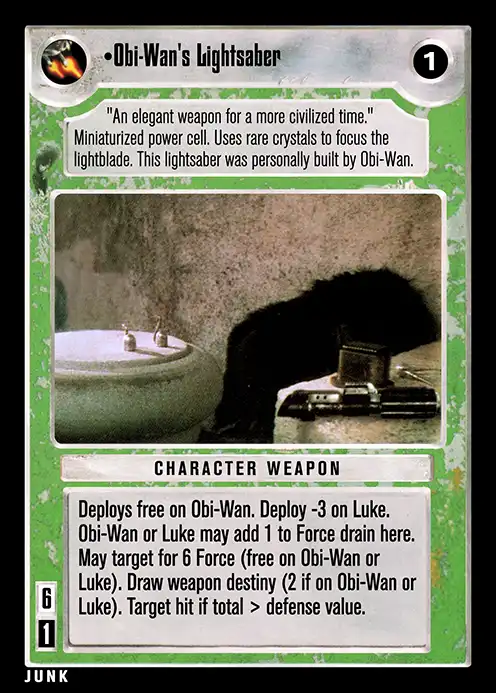 •Obi-Wan's Lightsaber
1
"An elegant weapon for a more civilized time."
Miniaturized power cell. Uses rare crystals to focus the
lightblade. This lightsaber was personally built by Obi-Wan.
CHARACTER WEAPON
Deploys free on Obi-Wan. Deploy -3 on Luke.
Obi-Wan or Luke may add 1 to Force drain here.
May target for 6 Force (free on Obi-Wan or
Luke). Draw weapon destiny (2 if on Obi-Wan or
Luke). Target hit if total > defense value.
6
1
JUNK